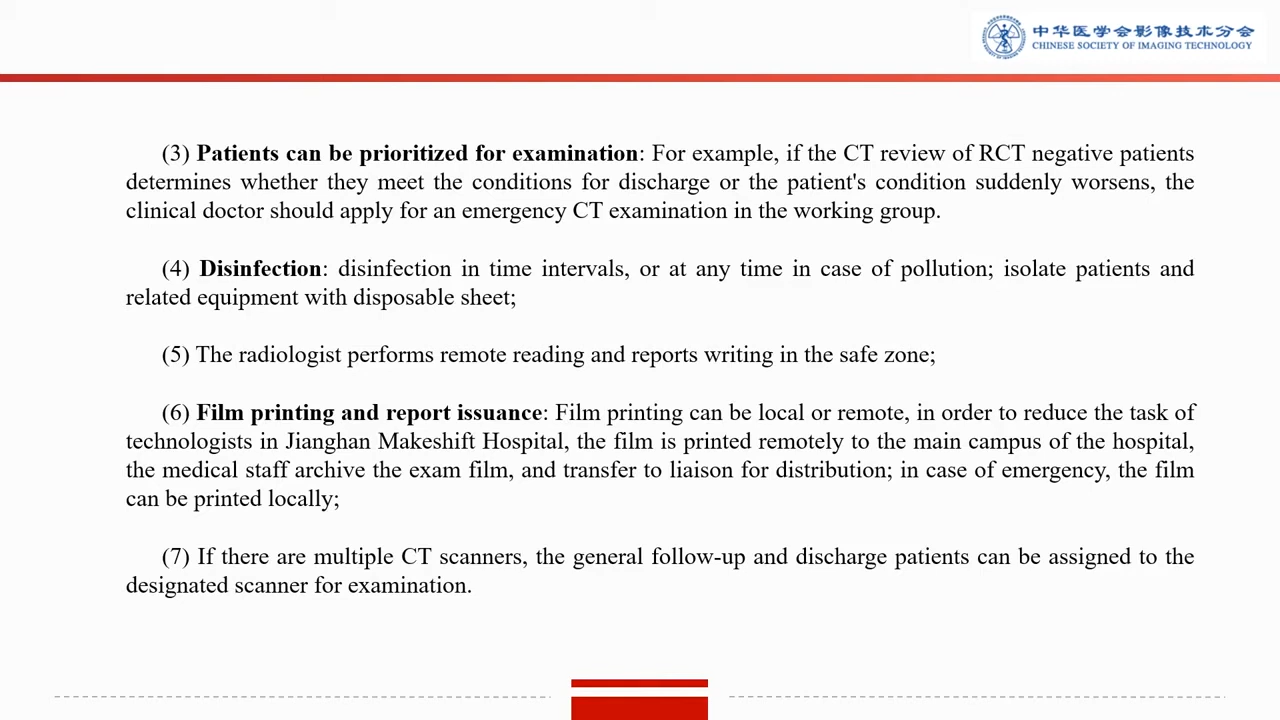 中华医学会影像技术分会
CHINESE SOCIETY OF IMAGING TECHNOLOGY
(3) Patients can be prioritized for examination: For example, if the CT review of RCT negative patients
determines whether they meet the conditions for discharge or the patient's condition suddenly worsens, the
clinical doctor should apply for an emergency CT examination in the working group.
(4) Disinfection: disinfection in time intervals, or at any time in case of pollution; isolate patients and
related equipment with disposable sheet;
(5) The radiologist performs remote reading and reports writing in the safe zone;
(6) Film printing and report issuance: Film printing can be local or remote, in order to reduce the task of
technologists in Jianghan Makeshift Hospital, the film is printed remotely to the main campus of the hospital,
the medical staff archive the exam film, and transfer to liaison for distribution; in case of emergency, the film
can be printed locally;
(7) If there are multiple CT scanners, the general follow-up and discharge patients can be assigned to the
designated scanner for examination.